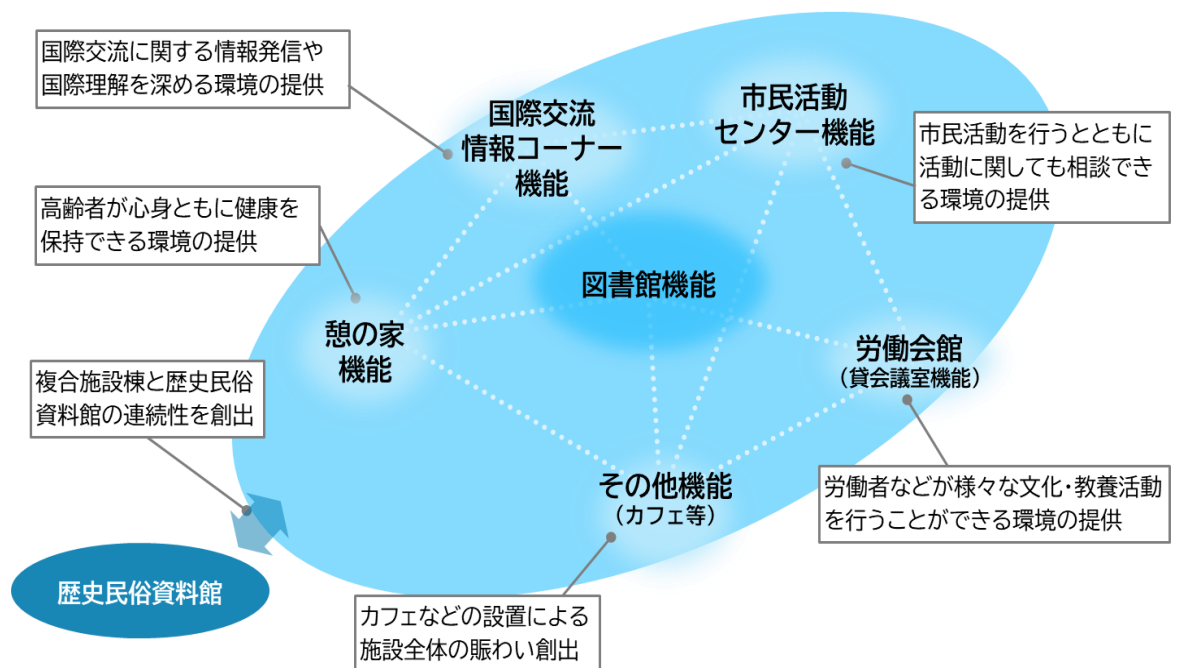 国際交流に関する情報発信や
国際理解を深める環境の提供
国際交流
情報コーナー
機能
市民活動
センター機能
市民活動を行うとともに
活動に関しても相談でき
る環境の提供
高齢者が心身ともに健康を
保持できる環境の提供
図書館機能
憩の家
機能
労働会館
（貸会議室機能）
複合施設棟と歴史民俗
資料館の連続性を創出
その他機能
（カフェ等）
労働者などが様々な文化・教養活動
を行うことができる環境の提供
歴史民俗資料館
カフェなどの設置による
施設全体の賑わい創出